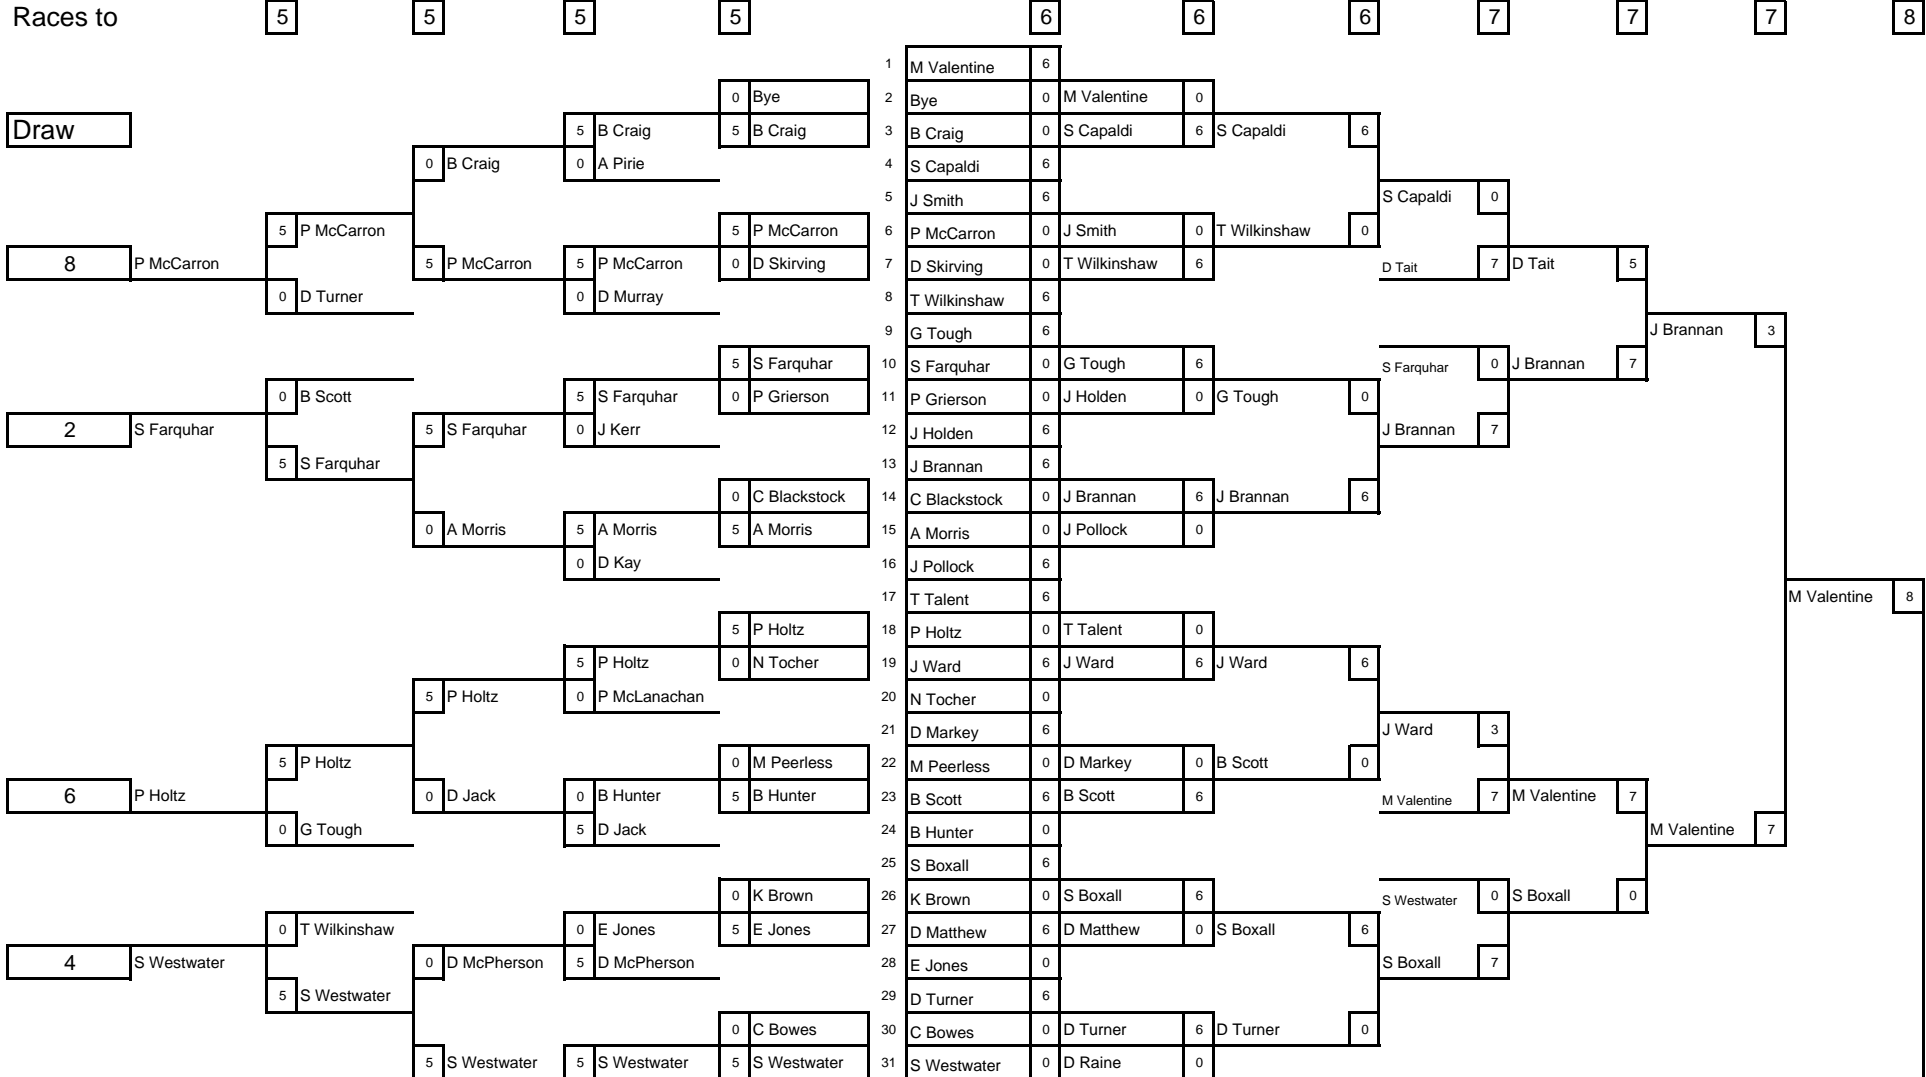 Races to 5 5 5 5 6 6 6 7 7 7 8
1 M Valentine 6
0 Bye 2 Bye 0 M Valentine 0
Draw 5 B Craig 5 B Craig 3 B Craig 0 S Capaldi 6 S Capaldi 6
0 B Craig 0 A Pirie 4 S Capaldi 6
5 J Smith 6 S Capaldi 0
5 P McCarron 5 P McCarron 6 P McCarron 0 J Smith 0 T Wilkinshaw 0
8 P McCarron 5 P McCarron 5 P McCarron 0 D Skirving 7 D Skirving 0 T Wilkinshaw 6 D Tait 7 D Tait 5
0 D Turner 0 D Murray 8 T Wilkinshaw 6
9 G Tough 6 J Brannan 3
5 S Farquhar 10 S Farquhar 0 G Tough 6 S Farquhar 0 J Brannan 7
0 B Scott 5 S Farquhar 0 P Grierson 11 P Grierson 0 J Holden 0 G Tough 0
2 S Farquhar 5 S Farquhar 0 J Kerr 12 J Holden 6 J Brannan 7
5 S Farquhar 13 J Brannan 6
0 C Blackstock 14 C Blackstock 0 J Brannan 6 J Brannan 6
0 A Morris 5 A Morris 5 A Morris 15 A Morris 0 J Pollock 0
0 D Kay 16 J Pollock 6
17 T Talent 6 M Valentine 8
5 P Holtz 18 P Holtz 0 T Talent 0
5 P Holtz 0 N Tocher 19 J Ward 6 J Ward 6 J Ward 6
5 P Holtz 0 P McLanachan 20 N Tocher 0
21 D Markey 6 J Ward 3
5 P Holtz 0 M Peerless 22 M Peerless 0 D Markey 0 B Scott 0
6 P Holtz 0 D Jack 0 B Hunter 5 B Hunter 23 B Scott 6 B Scott 6 M Valentine 7 M Valentine 7
0 G Tough 5 D Jack 24 B Hunter 0 M Valentine 7
25 S Boxall 6
0 K Brown 26 K Brown 0 S Boxall 6 S Westwater 0 S Boxall 0
0 T Wilkinshaw 0 E Jones 5 E Jones 27 D Matthew 6 D Matthew 0 S Boxall 6
4 S Westwater 0 D McPherson 5 D McPherson 28 E Jones 0 S Boxall 7
5 S Westwater 29 D Turner 6
0 C Bowes 30 C Bowes 0 D Turner 6 D Turner 0
5 S Westwater 5 S Westwater 5 S Westwater 31 S Westwater 0 D Raine 0